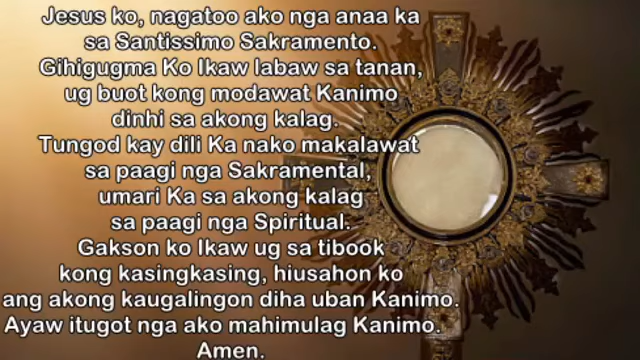 Jesus ko, nagatoo ako nga anaa ka
sa Santissimo Sakramento.
Gihigugma Ko Ikaw labaw sa tanan,
ug buot kong modawat Kanimo
dinhi sa akong kalag.
Tungod kay dili Ka nako makalawat
sa paagi nga Sakramental,
umari Ka sa akong kalag
sa paagi nga Spiritual.
Gakson ko Ikaw ug sa tibook
kong kasingkasing, hiusahon ko
ang akong kaugalingon diha uban Kanimo.
Ayaw itugot nga ako mahimulag Kanimo.
Amen.